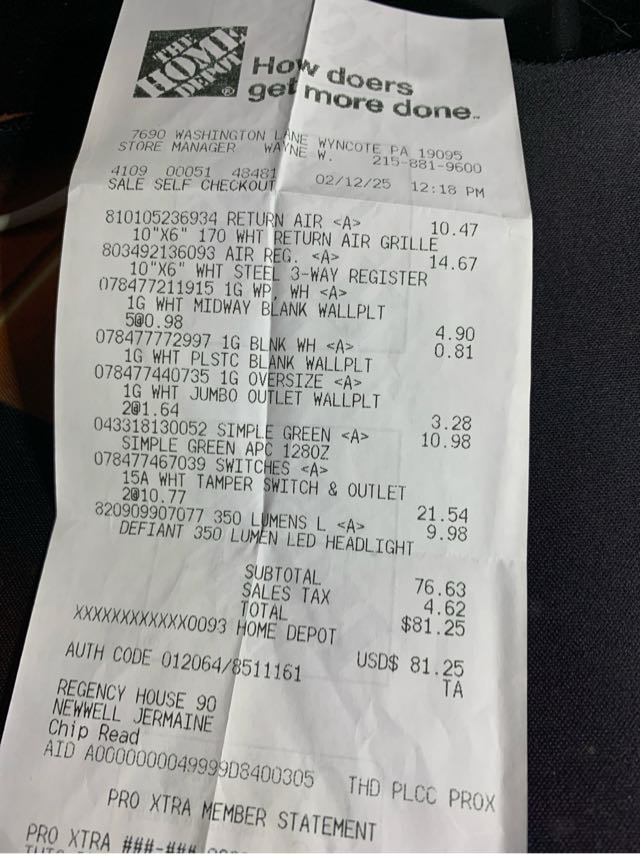 THE
HOME
DEPOT
®
How doers
get more done™
7690 WASHINGTON LANE WYNCOTE PA 19095
STORE MANAGER WAYNE W. 215-881-9600
4109 00051 48481 02/12/25 12:18 PM
SALE SELF CHECKOUT
810105236934 RETURN AIR <A> 10.47
10"X6" 170 WHT RETURN AIR GRILLE
803492136093 AIR REG. <A> 14.67
10"X6" WHT STEEL 3-WAY REGISTER
078477211915 1G WP, WH <A>
1G WHT MIDWAY BLANK WALLPLT
5@0.98 4.90
078477772997 1G BLNK WH <A> 0.81
1G WHT PLSTC BLANK WALLPLT
078477440735 1G OVERSIZE <A>
1G WHT JUMBO OUTLET WALLPLT
2@1.64 3.28
043318130052 SIMPLE GREEN <A> 10.98
SIMPLE GREEN APC 128OZ
078477467039 SWITCHES <A>
15A WHT TAMPER SWITCH & OUTLET
2@10.77 21.54
820909907077 350 LUMENS L <A> 9.98
DEFIANT 350 LUMEN LED HEADLIGHT
SUBTOTAL 76.63
SALES TAX 4.62
TOTAL $81.25
XXXXXXXXXXXX0093 HOME DEPOT
USD$ 81.25
AUTH CODE 012064/8511161 TA
REGENCY HOUSE 90
NEWWELL JERMAINE
Chip Read
AID A0000000049999D8400305 THD PLCC PROX
PRO XTRA MEMBER STATEMENT
PRO XTRA ###-###